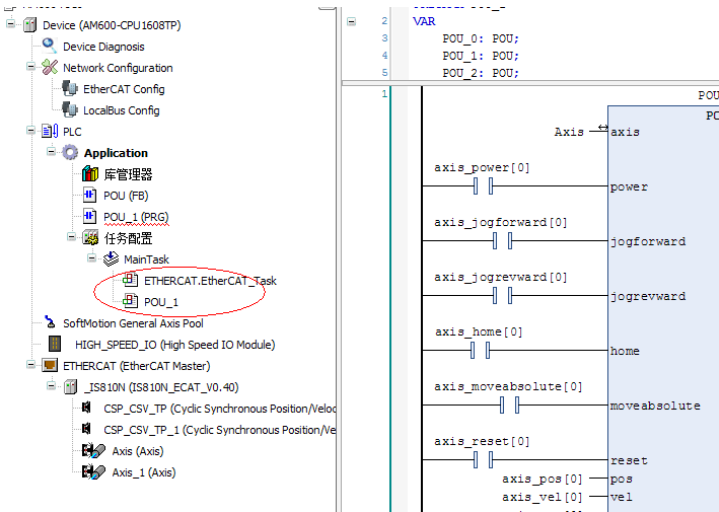 Device (AM600-CPU1608TP)
Device Diagnosis
Network Configuration
EtherCAT Config
LocalBus Config
PLC
Application
库管理器
POU (FB)
POU_1 (PRG)
任务配置
MainTask
ETHERCAT.EtherCAT_Task
POU_1
SoftMotion General Axis Pool
HIGH_SPEED_IO (High Speed IO Module)
ETHERCAT (EtherCAT Master)
_IS810N (IS810N_ECAT_V0.40)
CSP_CSV_TP (Cyclic Synchronous Position/Veloc
CSP_CSV_TP_1 (Cyclic Synchronous Position/Ve
Axis (Axis)
Axis_1 (Axis)
2 VAR
3 POU_0: POU;
4 POU_1: POU;
5 POU_2: POU;
1
POU
PO
Axis axis
axis_power[0]
power
axis_jogforward[0]
jogforward
axis_jogrevward[0]
jogrevward
axis_home[0]
home
axis_moveabsolute[0]
moveabsolute
axis_reset[0]
reset
axis_pos[0] pos
axis_vel[0] vel